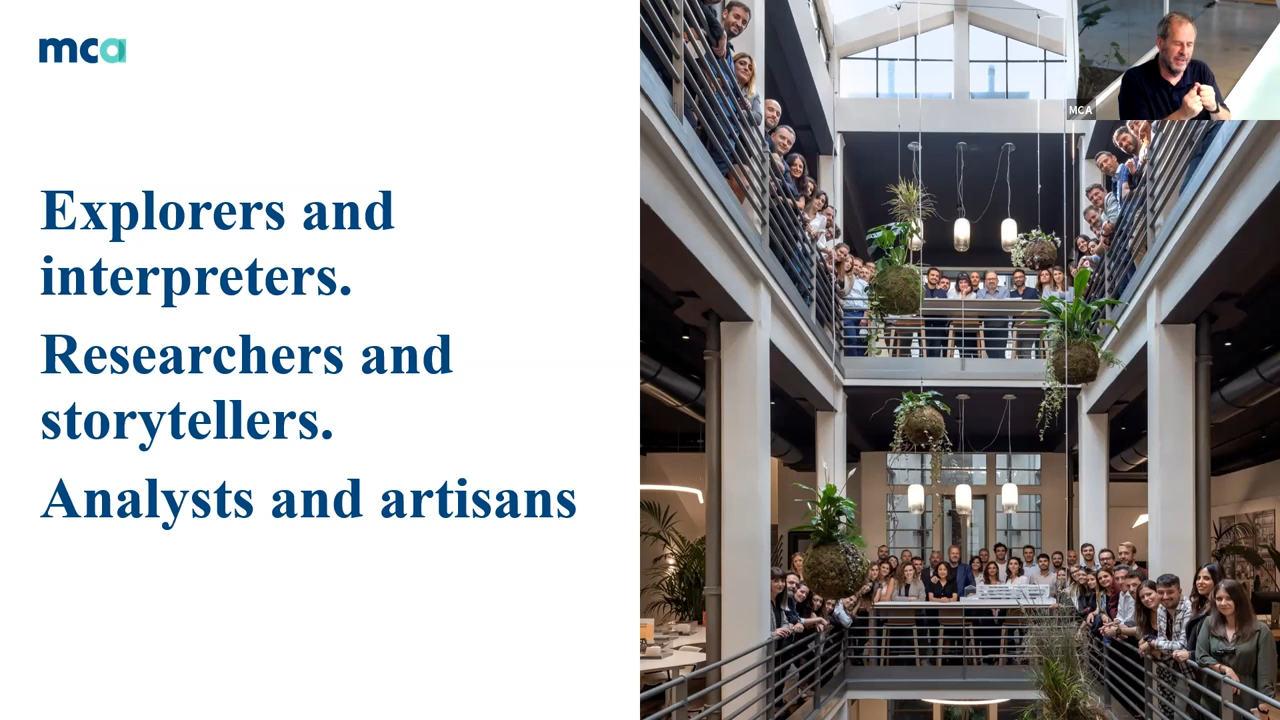 mca
Explorers and
interpreters.
Researchers and
storytellers.
Analysts and artisans
MCA